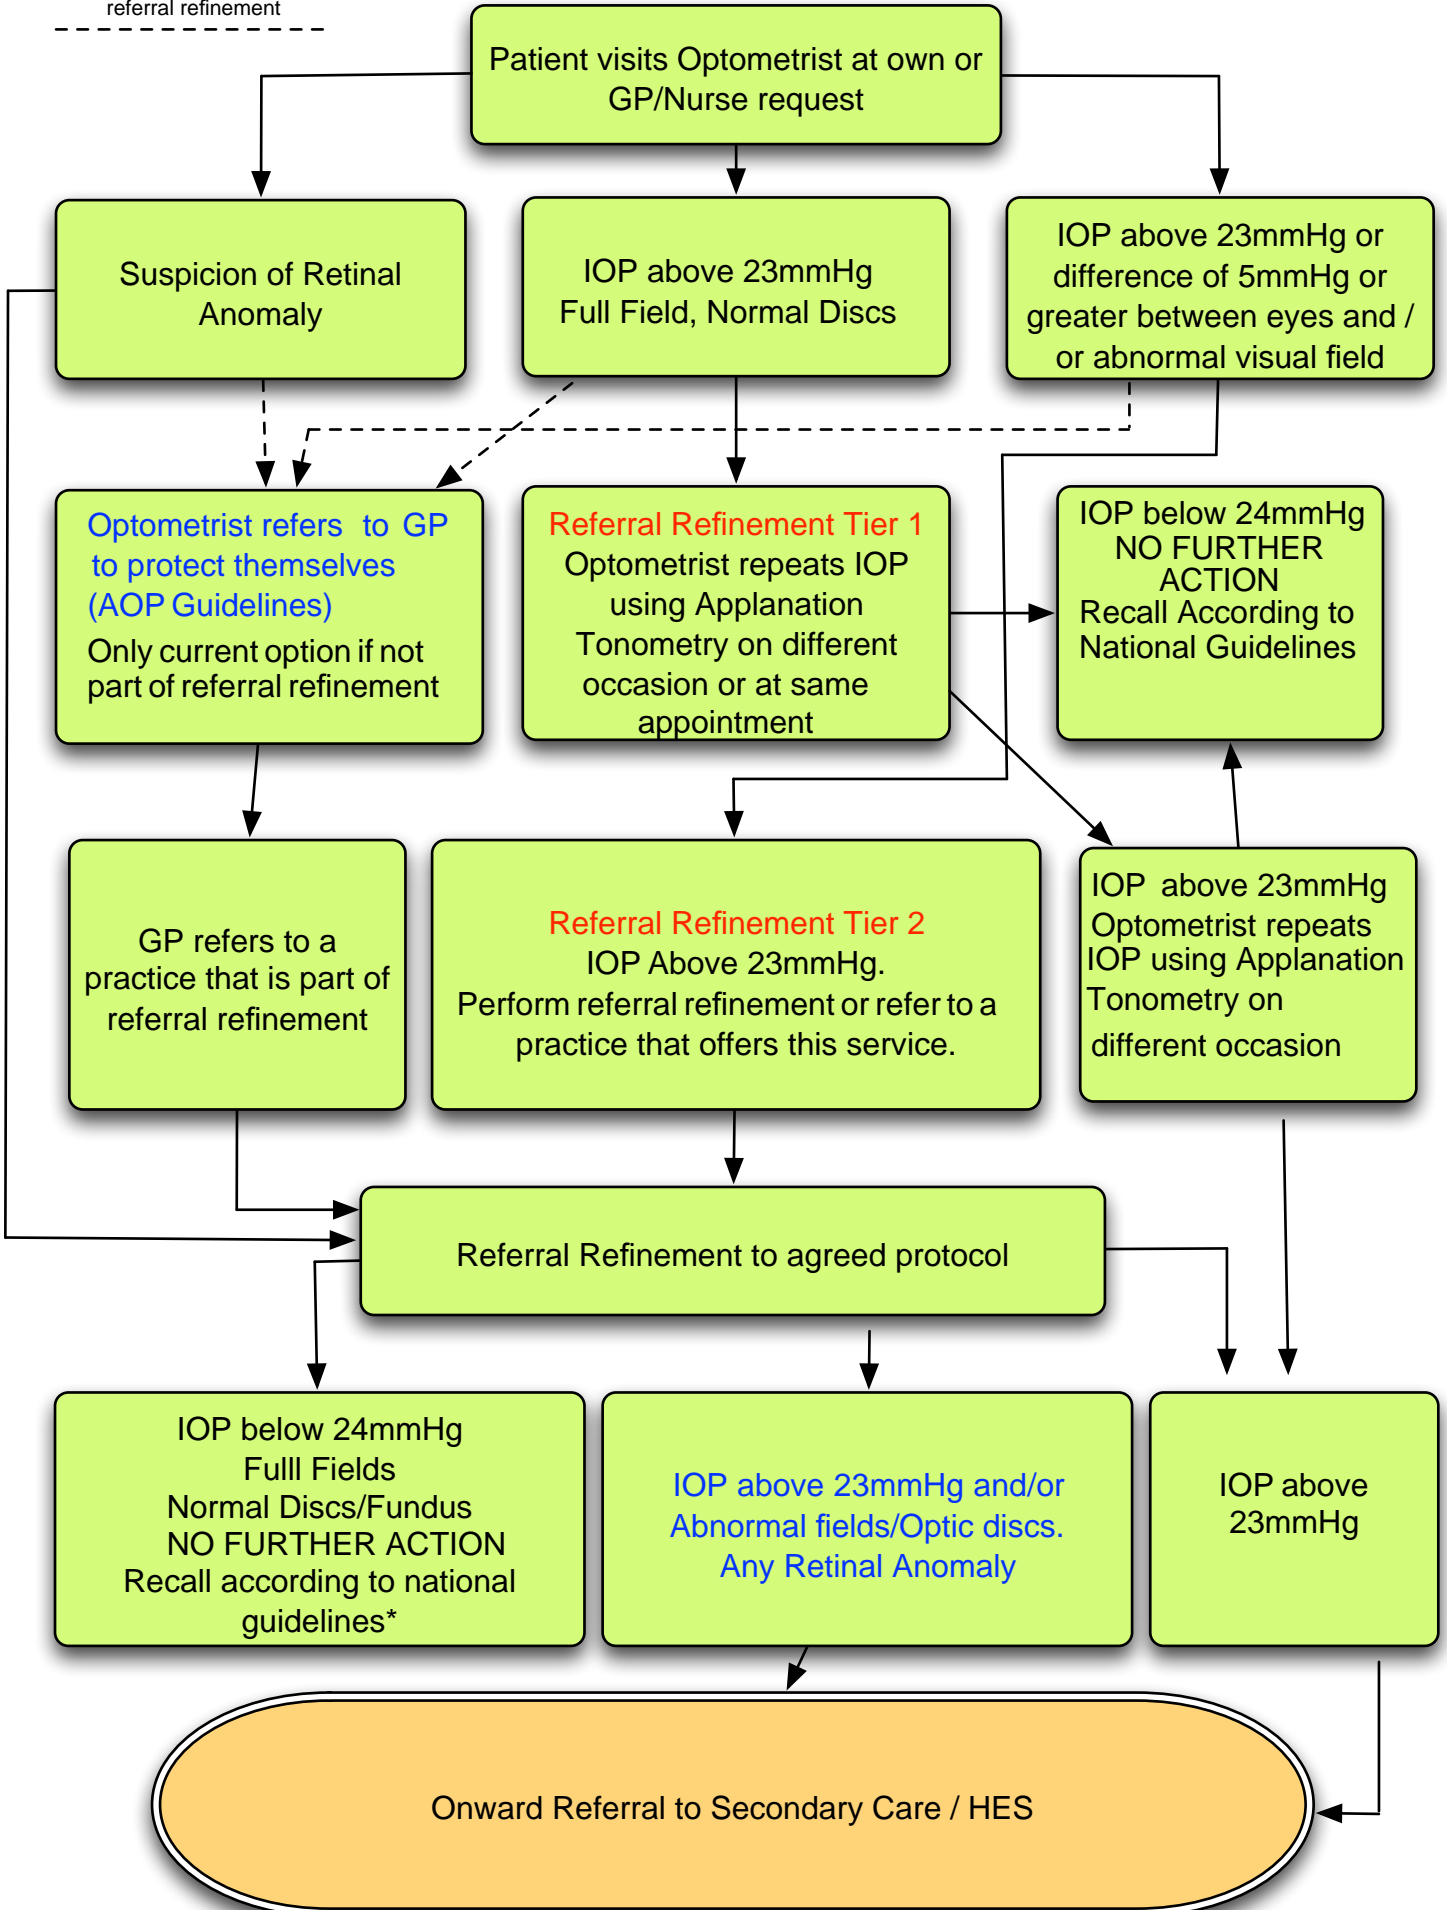 referral refinement
Patient visits Optometrist at own or
GP/Nurse request
Suspicion of Retinal
Anomaly
IOP above 23mmHg
Full Field, Normal Discs
IOP above 23mmHg or
difference of 5mmHg or
greater between eyes and /
or abnormal visual field
Optometrist refers to GP
to protect themselves
(AOP Guidelines)
Only current option if not
part of referral refinement
Referral Refinement Tier 1
Optometrist repeats IOP
using Applanation
Tonometry on different
occasion or at same
appointment
IOP below 24mmHg
NO FURTHER
ACTION
Recall According to
National Guidelines
GP refers to a
practice that is part of
referral refinement
Referral Refinement Tier 2
IOP Above 23mmHg.
Perform referral refinement or refer to a
practice that offers this service.
IOP above 23mmHg
Optometrist repeats
IOP using Applanation
Tonometry on
different occasion
Referral Refinement to agreed protocol
IOP below 24mmHg
Fulll Fields
Normal Discs/Fundus
NO FURTHER ACTION
Recall according to national
guidelines*
IOP above 23mmHg and/or
Abnormal fields/Optic discs.
Any Retinal Anomaly
IOP above
23mmHg
Onward Referral to Secondary Care / HES